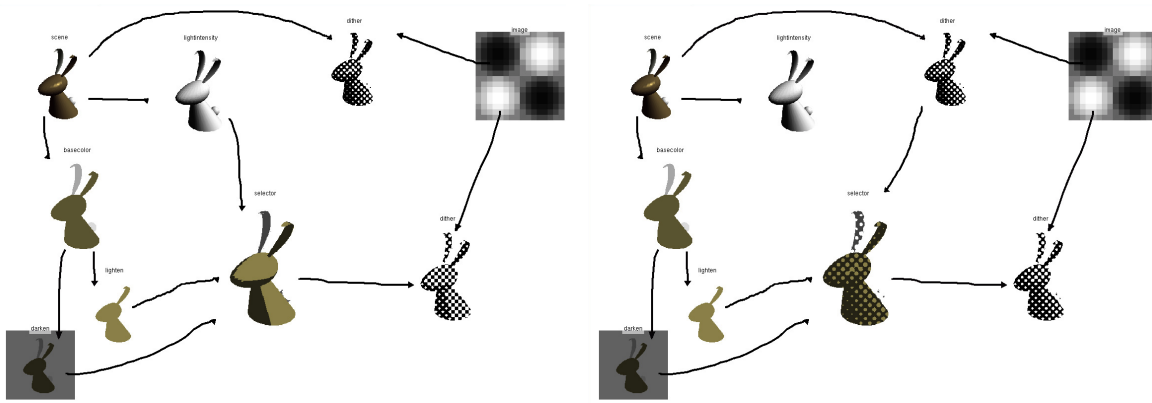 scene
lightintensity
dither
image
basecolor
selector
dither
lighten
darken
scene
lightintensity
dither
image
basecolor
selector
dither
lighten
darken